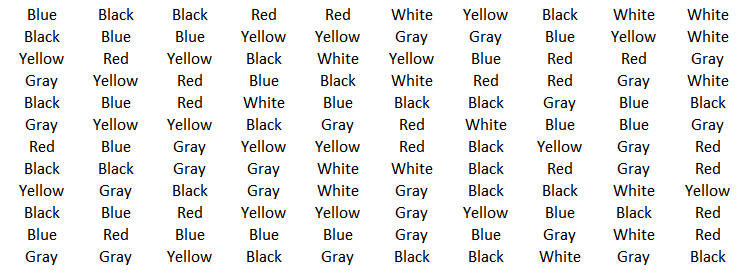 Blue Black Black Red Red White Yellow Black White White
Black Blue Blue Yellow Yellow Gray Gray Blue Yellow White
Yellow Red Yellow Black White Yellow Blue Red Red Gray
Gray Yellow Red Blue Black White Red Red Gray White
Black Blue Red White Blue Black Black Gray Blue Black
Gray Yellow Yellow Black Gray Red White Blue Blue Gray
Red Blue Gray Yellow Yellow Red Black Yellow Gray Red
Black Black Gray Gray White White Black Red Gray Red
Yellow Gray Black Gray White Gray Black Black White Yellow
Black Blue Red Yellow Yellow Gray Yellow Blue Black Red
Blue Red Blue Blue Blue Gray Blue Gray White Red
Gray Gray Yellow Black Gray Black Black White Gray Black